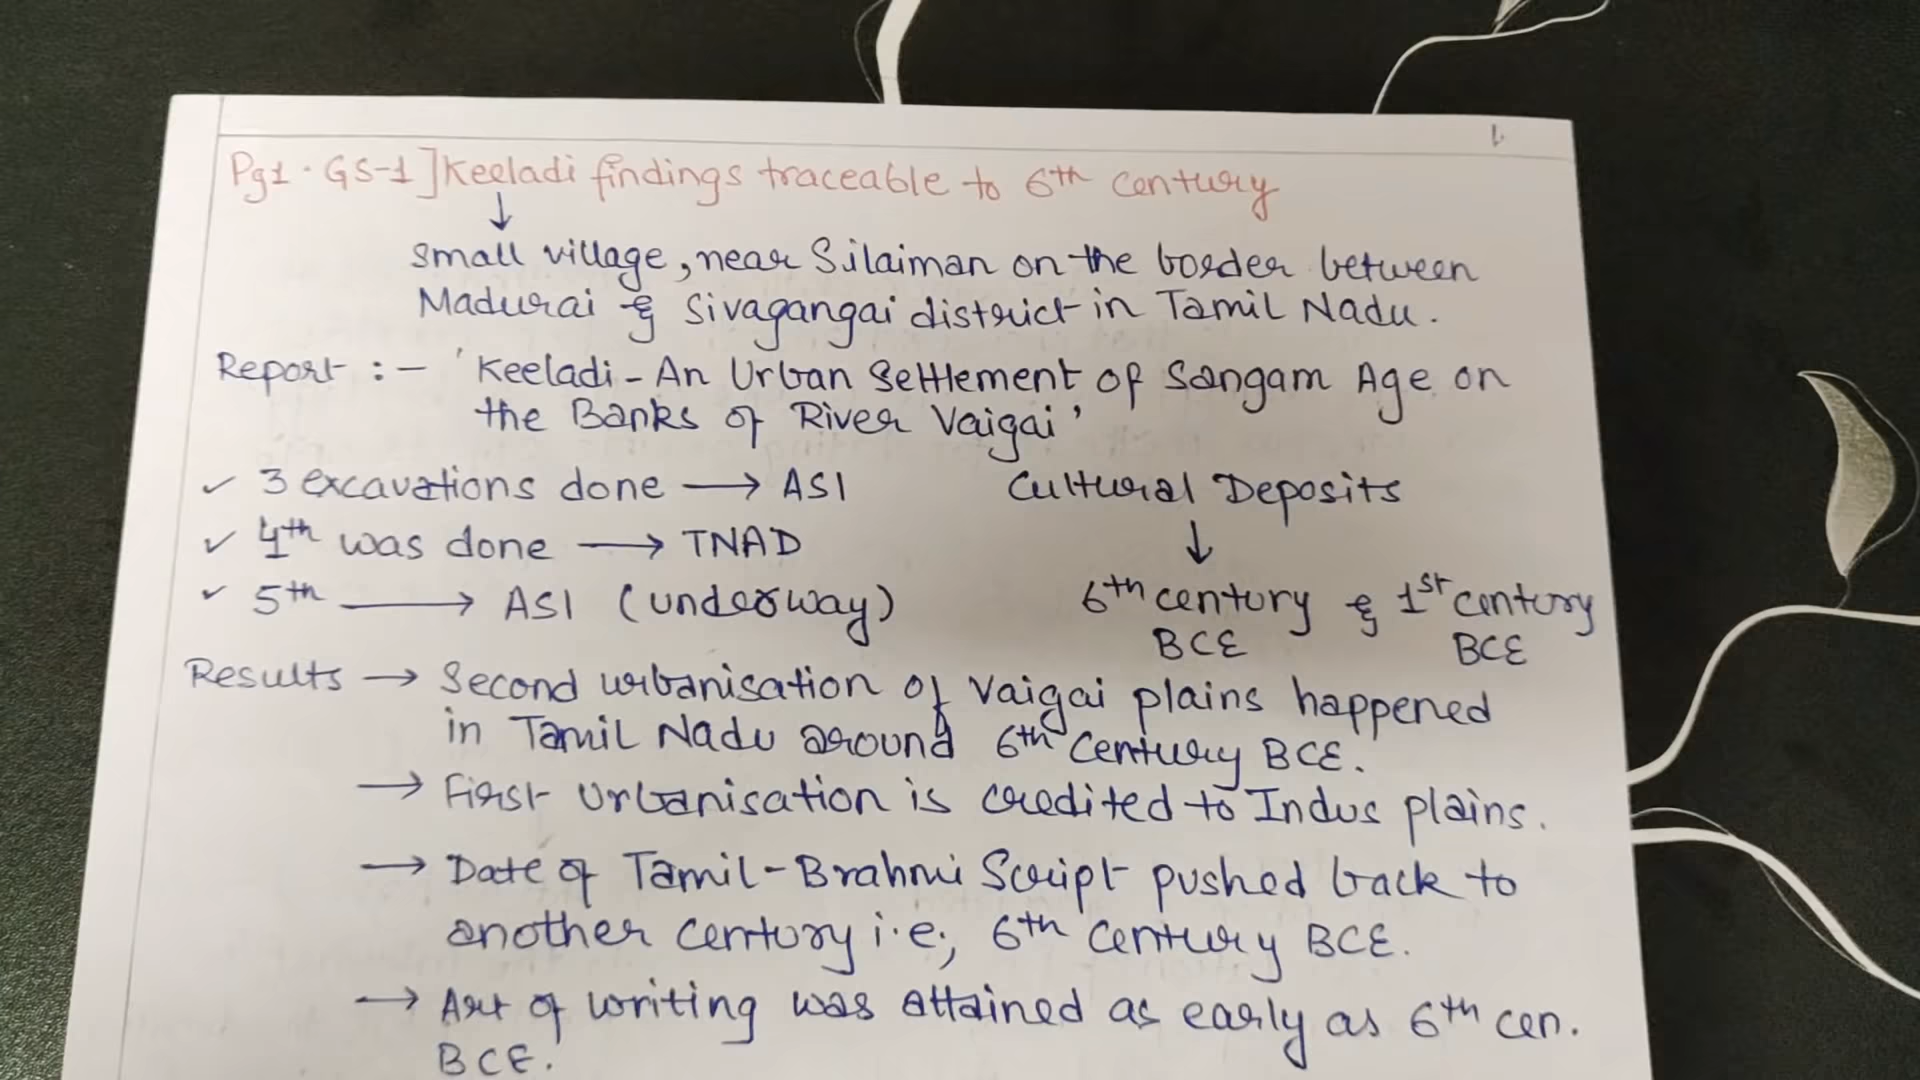 Pg1. GS-1] Keeladi findings traceable to 6th century
↓
small village, near Silaiman on the border between
Madurai & Sivagangai district in Tamil Nadu.
Report :- 'Keeladi-An Urban Settlement of Sangam Age on
the Banks of River Vaigai'
✓ 3 excavations done → ASI
✓ 4th was done → TNAD
✓ 5th → ASI (underway)
Cultural Deposits
↓
6th century & 1st century
BCE BCE
Results → Second urbanisation of Vaigai plains happened
in Tamil Nadu around 6th Century BCE.
→ First Urbanisation is credited to Indus plains.
→ Date of Tamil-Brahmi Script pushed back to
another century i.e; 6th Century BCE.
→ Art of writing was attained as early as 6th cen.
BCE.